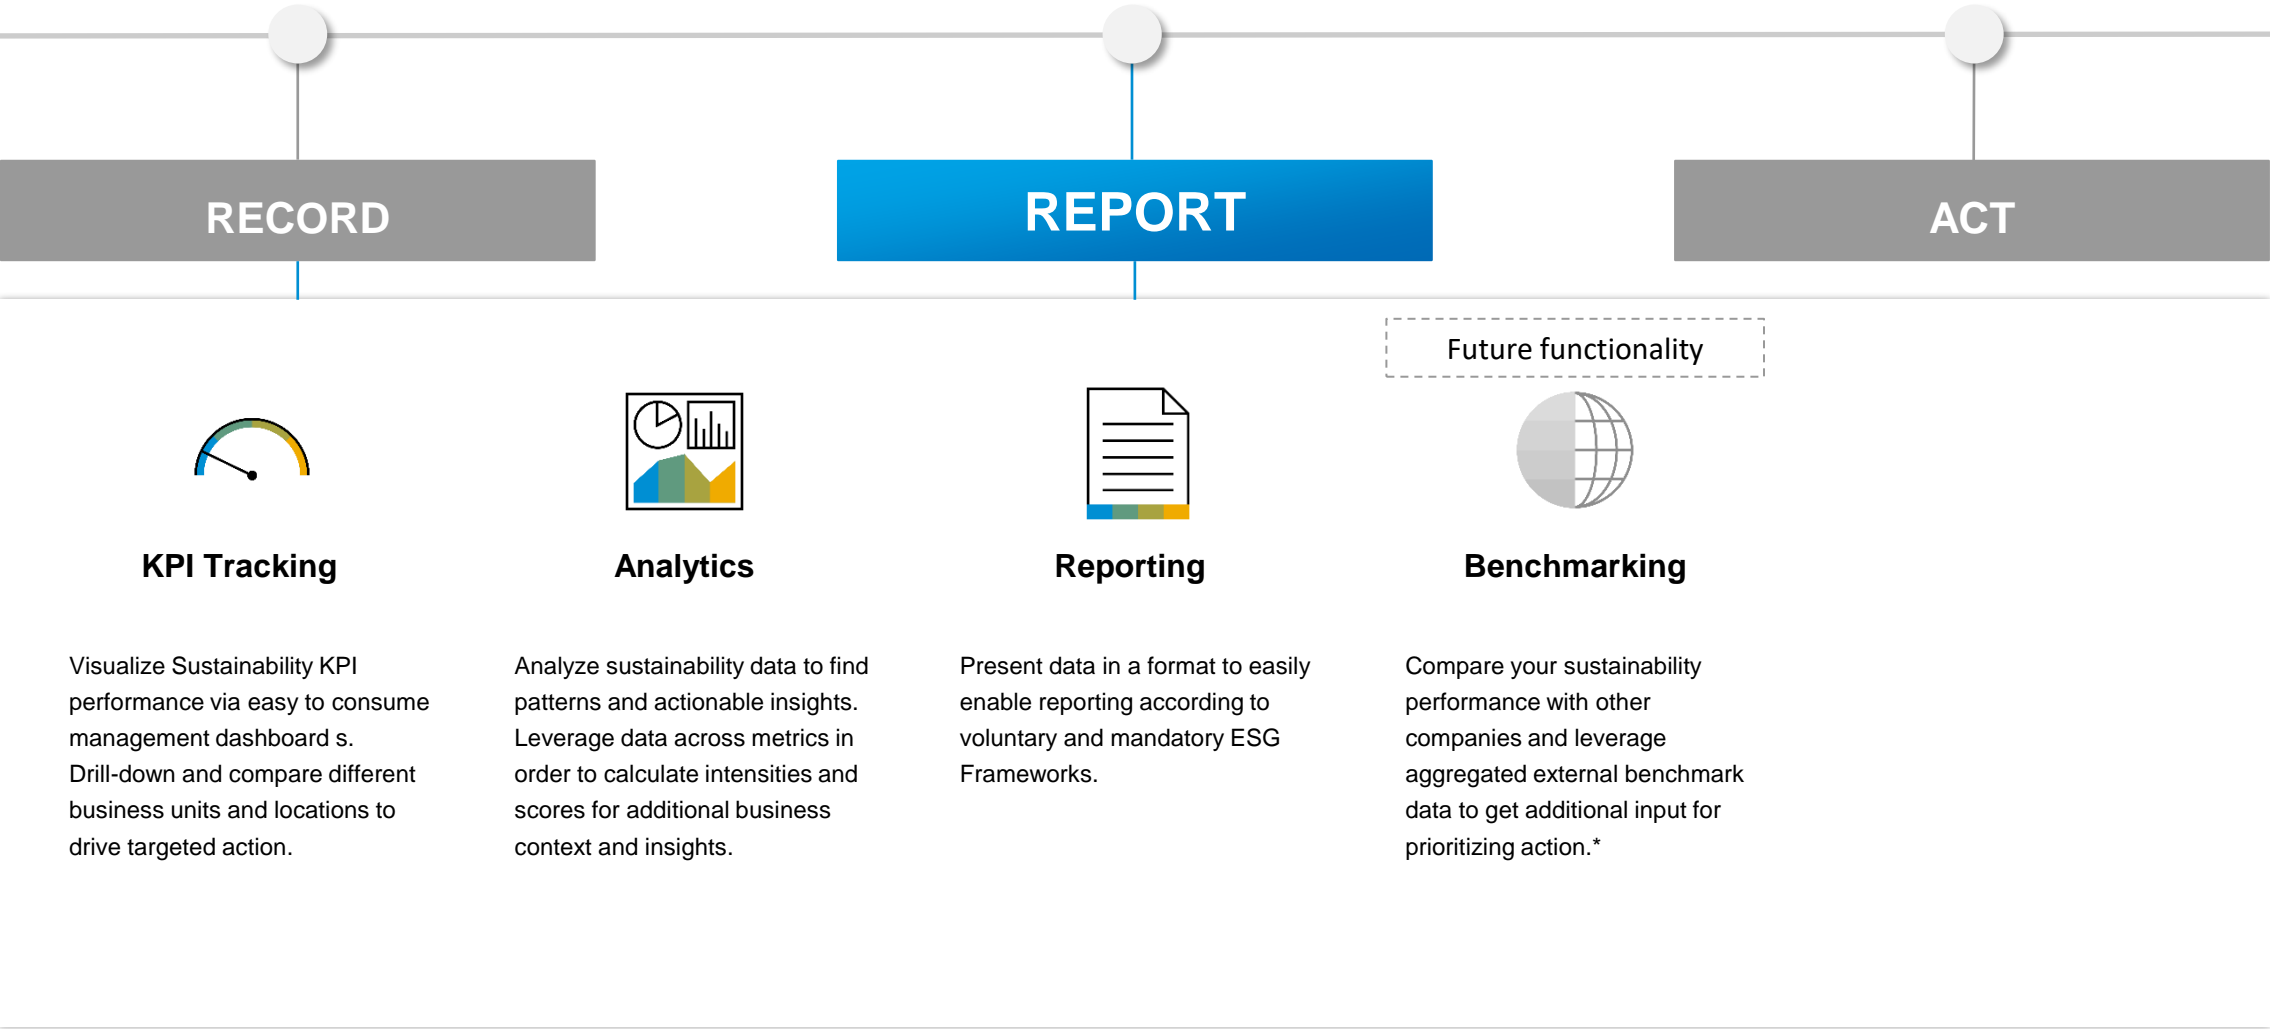 RECORD
REPORT
ACT
Future functionality
KPI Tracking
Analytics
Reporting
Benchmarking
Visualize Sustainability KPI
performance via easy to consume
management dashboard s.
Drill-down and compare different
business units and locations to
drive targeted action.
Analyze sustainability data to find
patterns and actionable insights.
Leverage data across metrics in
order to calculate intensities and
scores for additional business
context and insights.
Present data in a format to easily
enable reporting according to
voluntary and mandatory ESG
Frameworks.
Compare your sustainability
performance with other
companies and leverage
aggregated external benchmark
data to get additional input for
prioritizing action.*